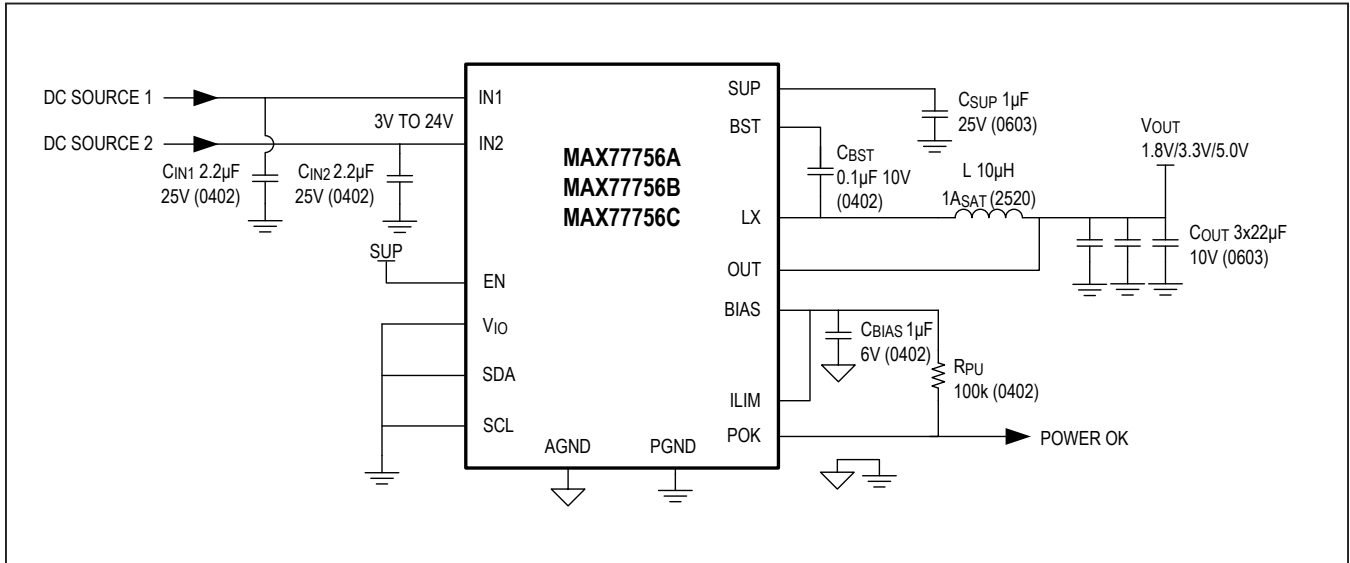 DC SOURCE 1
DC SOURCE 2
CIN1 2.2µF
25V (0402)
CIN2 2.2µF
25V (0402)
3V TO 24V
SUP
IN1
IN2
EN
VIO
SDA
SCL
MAX77756A
MAX77756B
MAX77756C
AGND
PGND
SUP
BST
LX
OUT
BIAS
ILIM
POK
CSUP 1µF
25V (0603)
CBST
0.1µF 10V
(0402)
L 10µH
1ASAT (2520)
VOUT
1.8V/3.3V/5.0V
COUT 3x22µF
10V (0603)
CBIAS 1µF
6V (0402)
RPU
100k (0402)
POWER OK